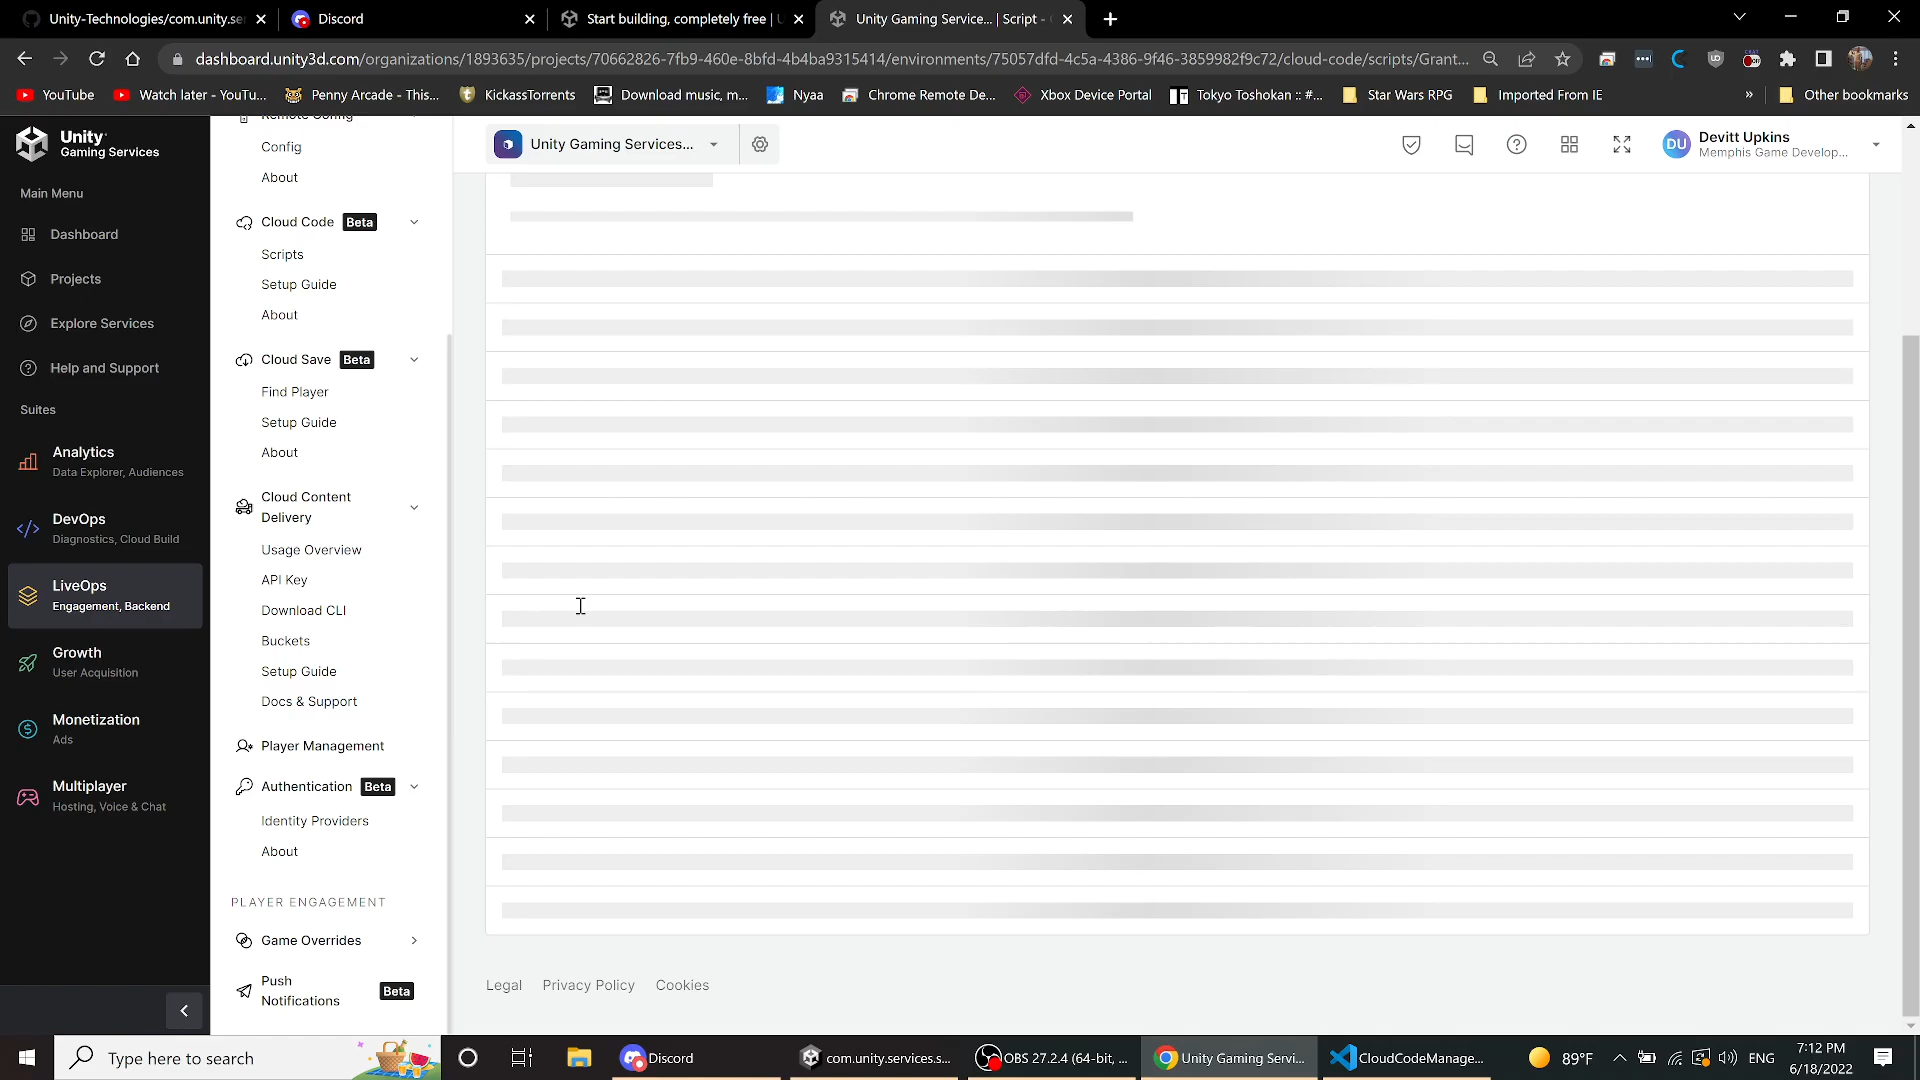 Unity-Technologies/com.unity.se
Discord
Start building, completely free | U
Unity Gaming Service... | Script -
dashboard.unity3d.com/organizations/1893635/projects/70662826-7fb9-460e-8bfd-4b4ba9315414/environments/75057dfd-4c5a-4386-9f46-3859982f9c72/cloud-code/scripts/Grant...
YouTube
Watch later - YouTu...
Penny Arcade - This...
KickassTorrents
Download music, m...
Nyaa
Chrome Remote De...
Xbox Device Portal
Tokyo Toshokan :: #...
Star Wars RPG
Imported From IE
»
Other bookmarks
Unity
Gaming Services
Main Menu
Dashboard
Projects
Explore Services
Help and Support
Suites
Analytics
Data Explorer, Audiences
DevOps
Diagnostics, Cloud Build
LiveOps
Engagement, Backend
Growth
User Acquisition
Monetization
Ads
Multiplayer
Hosting, Voice & Chat
Remote Config
Config
About
Cloud Code Beta
Scripts
Setup Guide
About
Cloud Save Beta
Find Player
Setup Guide
About
Cloud Content
Delivery
Usage Overview
API Key
Download CLI
Buckets
Setup Guide
Docs & Support
Player Management
Authentication Beta
Identity Providers
About
PLAYER ENGAGEMENT
Game Overrides
Push
Notifications Beta
Unity Gaming Services...
DU
Devitt Upkins
Memphis Game Develop...
Legal Privacy Policy Cookies
Type here to search
Discord
com.unity.services.s...
OBS 27.2.4 (64-bit, ...
Unity Gaming Servi...
CloudCodeManage...
89°F
ENG
7:12 PM
6/18/2022